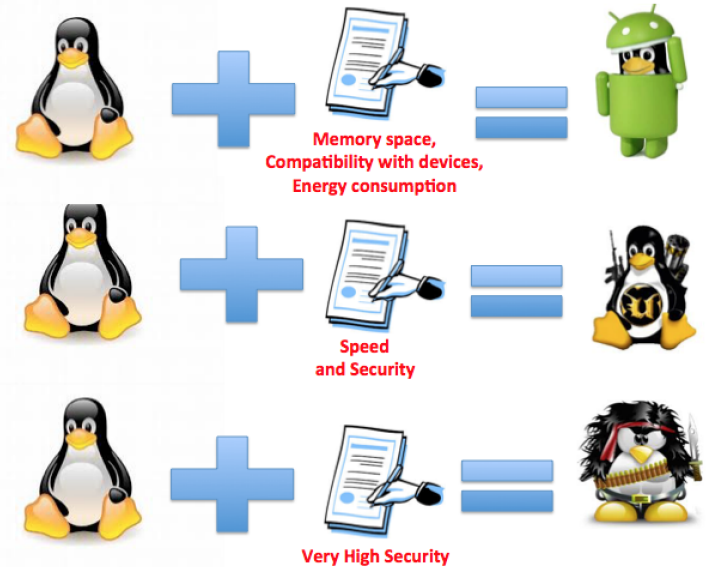 Memory space,
Compatibility with devices,
Energy consumption
Speed
and Security
Very High Security